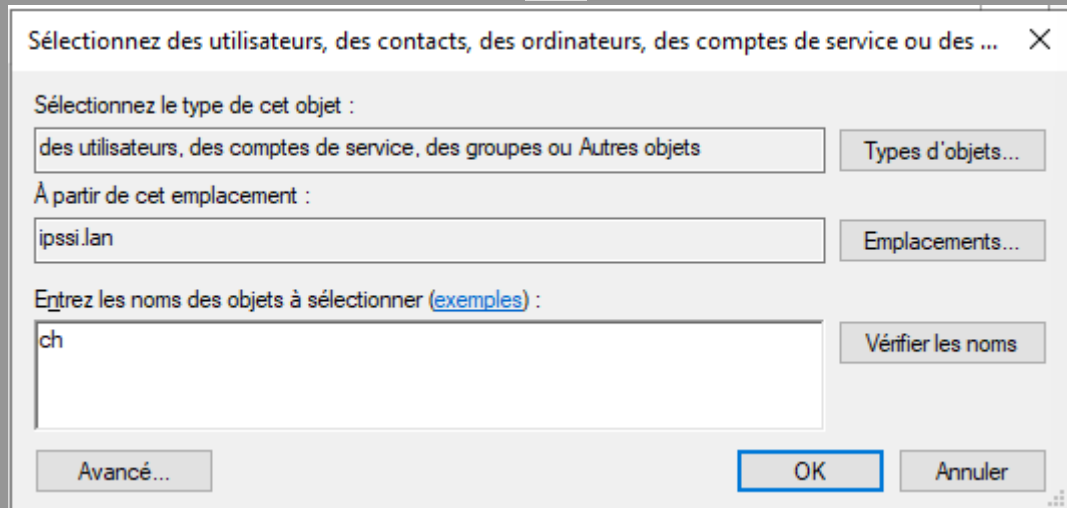 Sélectionnez des utilisateurs, des contacts, des ordinateurs, des comptes de service ou des ...
Sélectionnez le type de cet objet :
des utilisateurs, des comptes de service, des groupes ou Autres objets
Types d'objets...
À partir de cet emplacement :
ipssi.lan
Emplacements...
Entrez les noms des objets à sélectionner (exemples) :
ch
Vérifier les noms
Avancé...
OK
Annuler